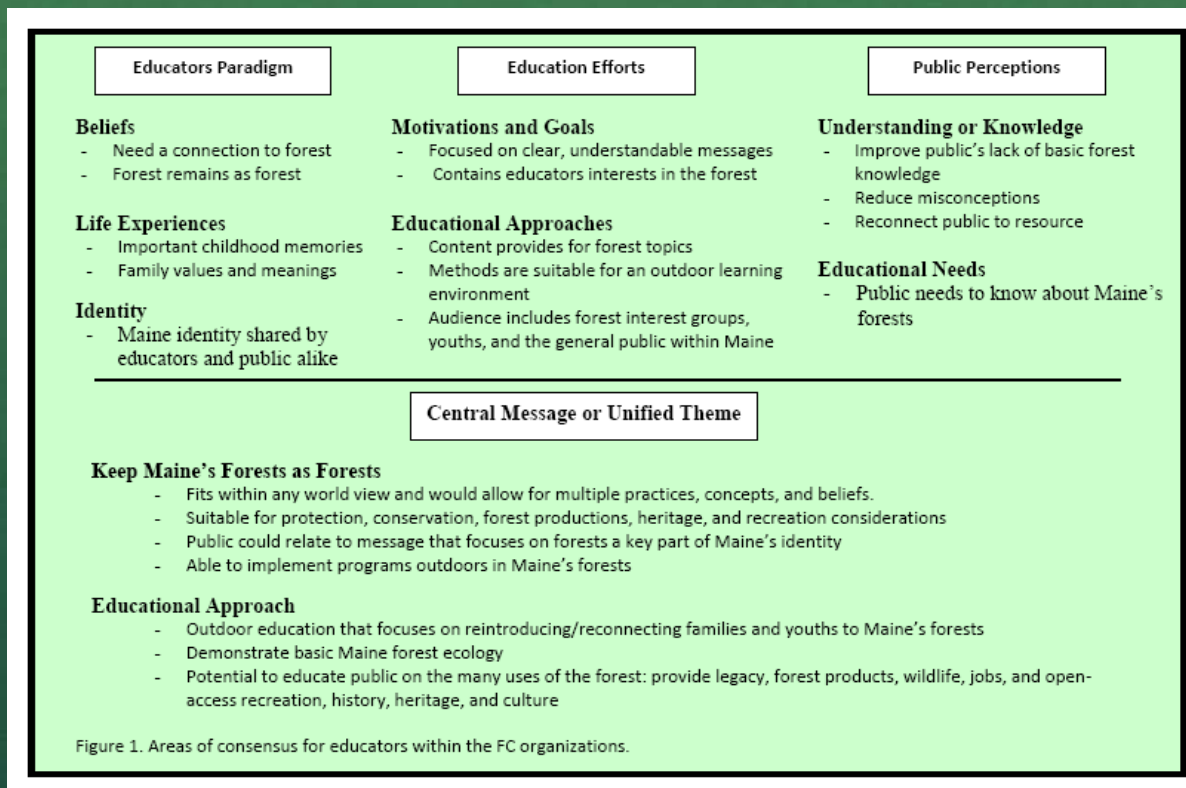 Educators Paradigm
Education Efforts
Public Perceptions
Beliefs
- Need a connection to forest
- Forest remains as forest
Life Experiences
- Important childhood memories
- Family values and meanings
Identity
- Maine identity shared by
educators and public alike
Motivations and Goals
- Focused on clear, understandable messages
- Contains educators interests in the forest
Educational Approaches
- Content provides for forest topics
- Methods are suitable for an outdoor learning
environment
- Audience includes forest interest groups,
youths, and the general public within Maine
Understanding or Knowledge
- Improve public's lack of basic forest
knowledge
- Reduce misconceptions
- Reconnect public to resource
Educational Needs
- Public needs to know about Maine's
forests
Central Message or Unified Theme
Keep Maine's Forests as Forests
- Fits within any world view and would allow for multiple practices, concepts, and beliefs.
- Suitable for protection, conservation, forest productions, heritage, and recreation considerations
- Public could relate to message that focuses on forests a key part of Maine's identity
- Able to implement programs outdoors in Maine's forests
Educational Approach
- Outdoor education that focuses on reintroducing/reconnecting families and youths to Maine's forests
- Demonstrate basic Maine forest ecology
- Potential to educate public on the many uses of the forest: provide legacy, forest products, wildlife, jobs, and open-
access recreation, history, heritage, and culture
Figure 1. Areas of consensus for educators within the FC organizations.